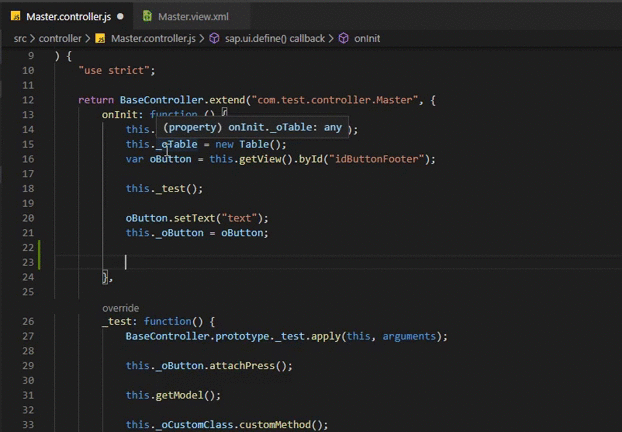 Master.controller.js
Master.view.xml
src > controller > Master.controller.js > sap.ui.define() callback > onInit
9 ) {
10 "use strict";
11
12 return BaseController.extend("com.test.controller.Master", {
13 onInit: function () {
14 this. );
(property) onInit._oTable: any
15 this._oTable = new Table();
16 var oButton = this.getView().byId("idButtonFooter");
17
18 this._test();
19
20 oButton.setText("text");
21 this._oButton = oButton;
22
23
24 },
25
override
26 _test: function() {
27 BaseController.prototype._test.apply(this, arguments);
28
29 this._oButton.attachPress();
30
31 this.getModel();
32
33 this._oCustomClass.customMethod();